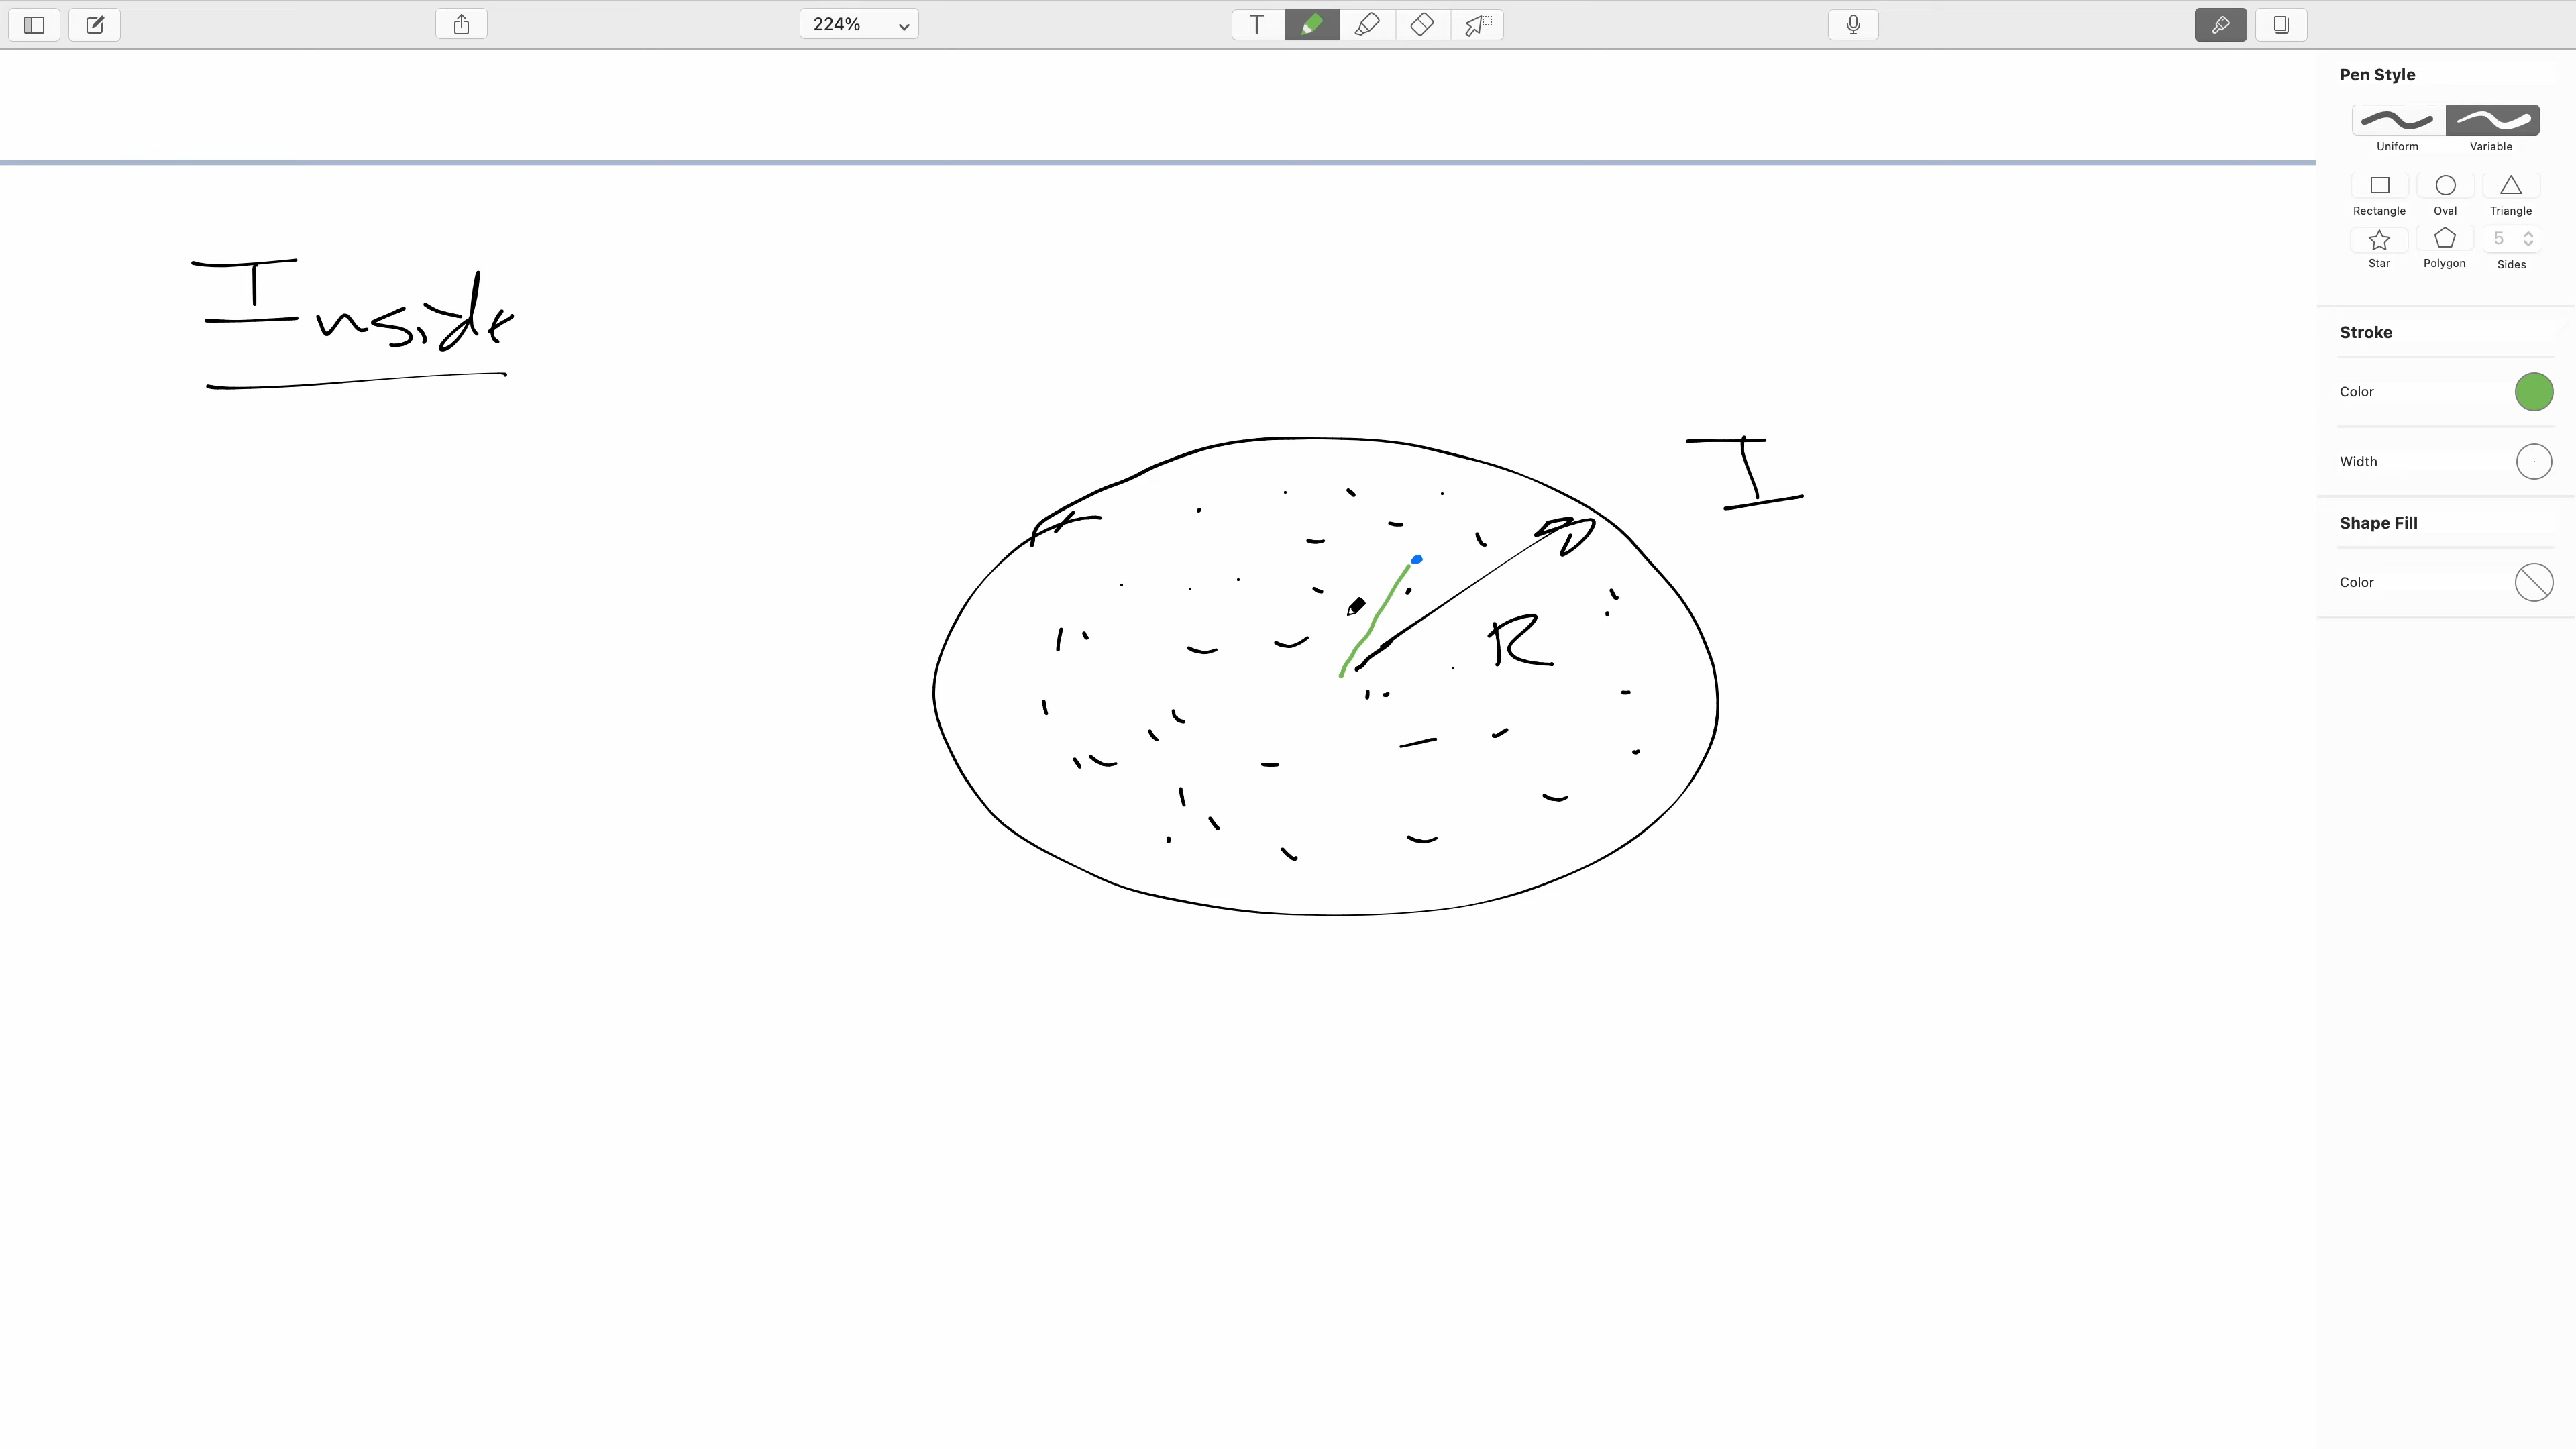 224%
T
Pen Style
Uniform Variable
Rectangle Oval Triangle
5
Star Polygon Sides
Stroke
Color
Width
Shape Fill
Color
Inside
I
R